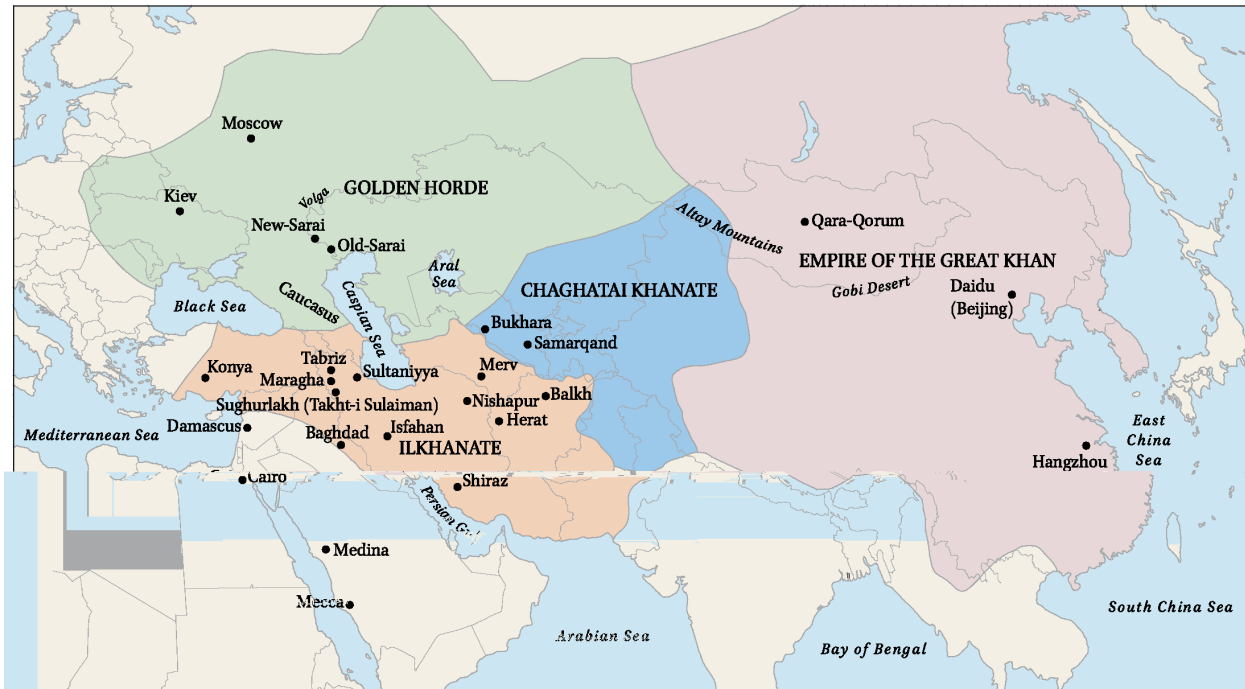 Moscow
Kiev
Volga
GOLDEN HORDE
New-Sarai
Old-Sarai
Altay Mountains
Qara-Qorum
Aral
Sea
EMPIRE OF THE GREAT KHAN
Gobi Desert
Daidu
(Beijing)
Black Sea
Caucasus
Caspian Sea
CHAGHATAI KHANATE
Bukhara
Samarqand
Konya
Tabriz
Maragha
Sultaniyya
Merv
Sughurlakh (Takht-i Sulaiman)
Nishapur
Balkh
Herat
Mediterranean Sea
Damascus
Baghdad
Isfahan
ILKHANATE
East
China
Sea
Hangzhou
Cairo
Shiraz
Persian
Medina
Mecca
Arabian Sea
Bay of Bengal
South China Sea